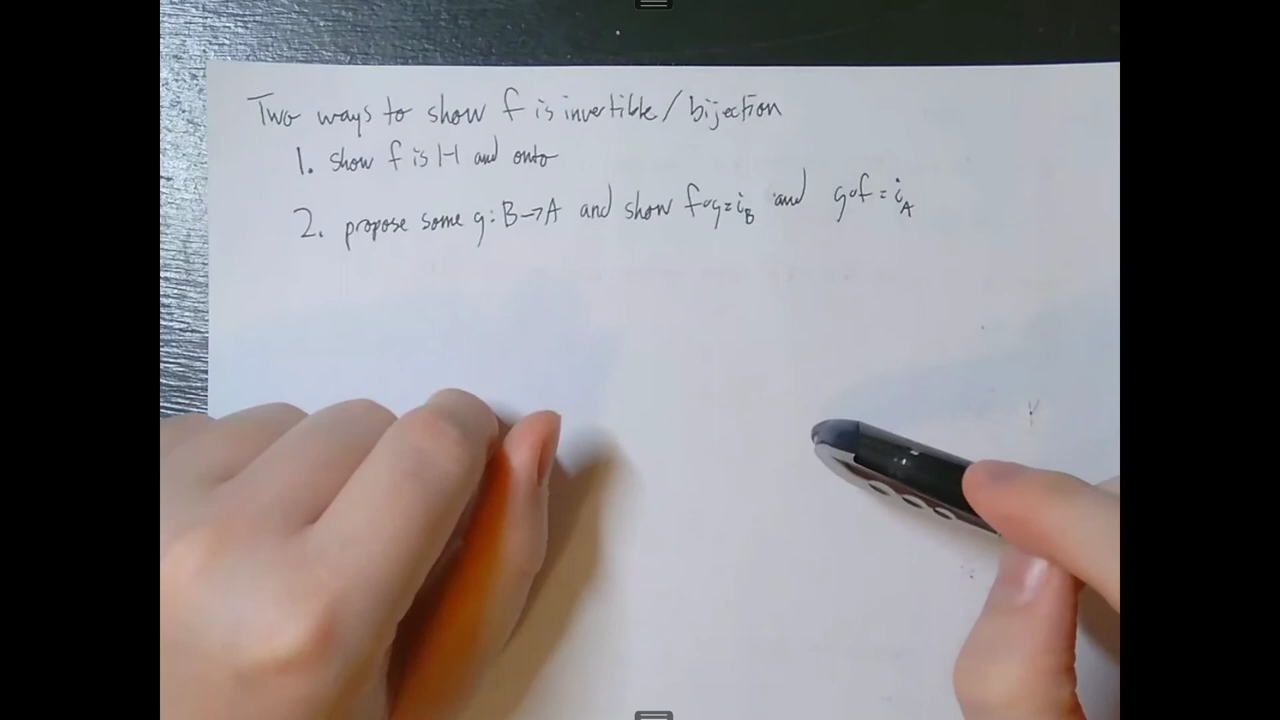 Two ways to show f is invertible / bijection
1. show f is 1-1 and onto
2. propose some g: B→A and show f∘g = i_B and g∘f = i_A